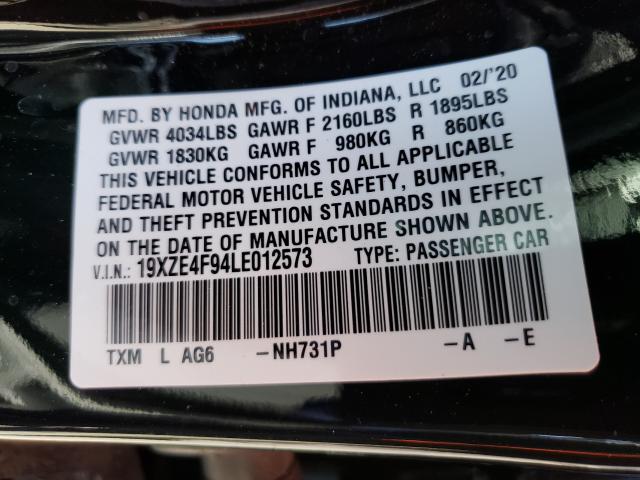 MFD. BY HONDA MFG. OF INDIANA, LLC 02/'20
GVWR 4034LBS GAWR F 2160LBS R 1895LBS
GVWR 1830KG GAWR F 980KG R 860KG
THIS VEHICLE CONFORMS TO ALL APPLICABLE
FEDERAL MOTOR VEHICLE SAFETY, BUMPER,
AND THEFT PREVENTION STANDARDS IN EFFECT
ON THE DATE OF MANUFACTURE SHOWN ABOVE.
V.I.N.: 19XZE4F94LE012573 TYPE: PASSENGER CAR
TXM L AG6 -NH731P -A -E